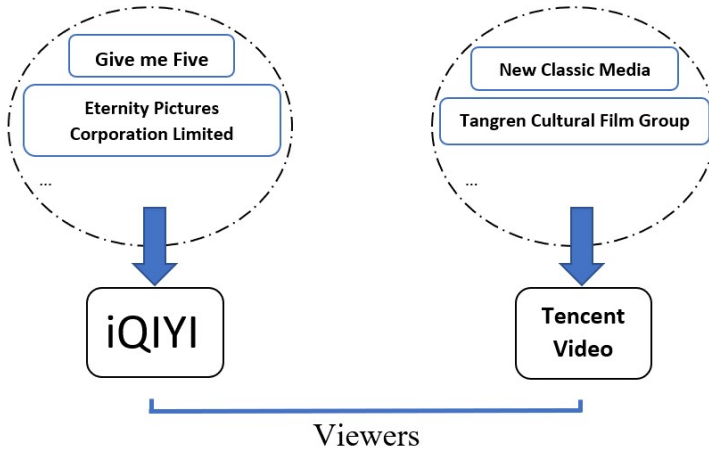 Give me Five
Eternity Pictures
Corporation Limited
...
New Classic Media
Tangren Cultural Film Group
...
iQIYI
Tencent
Video
Viewers